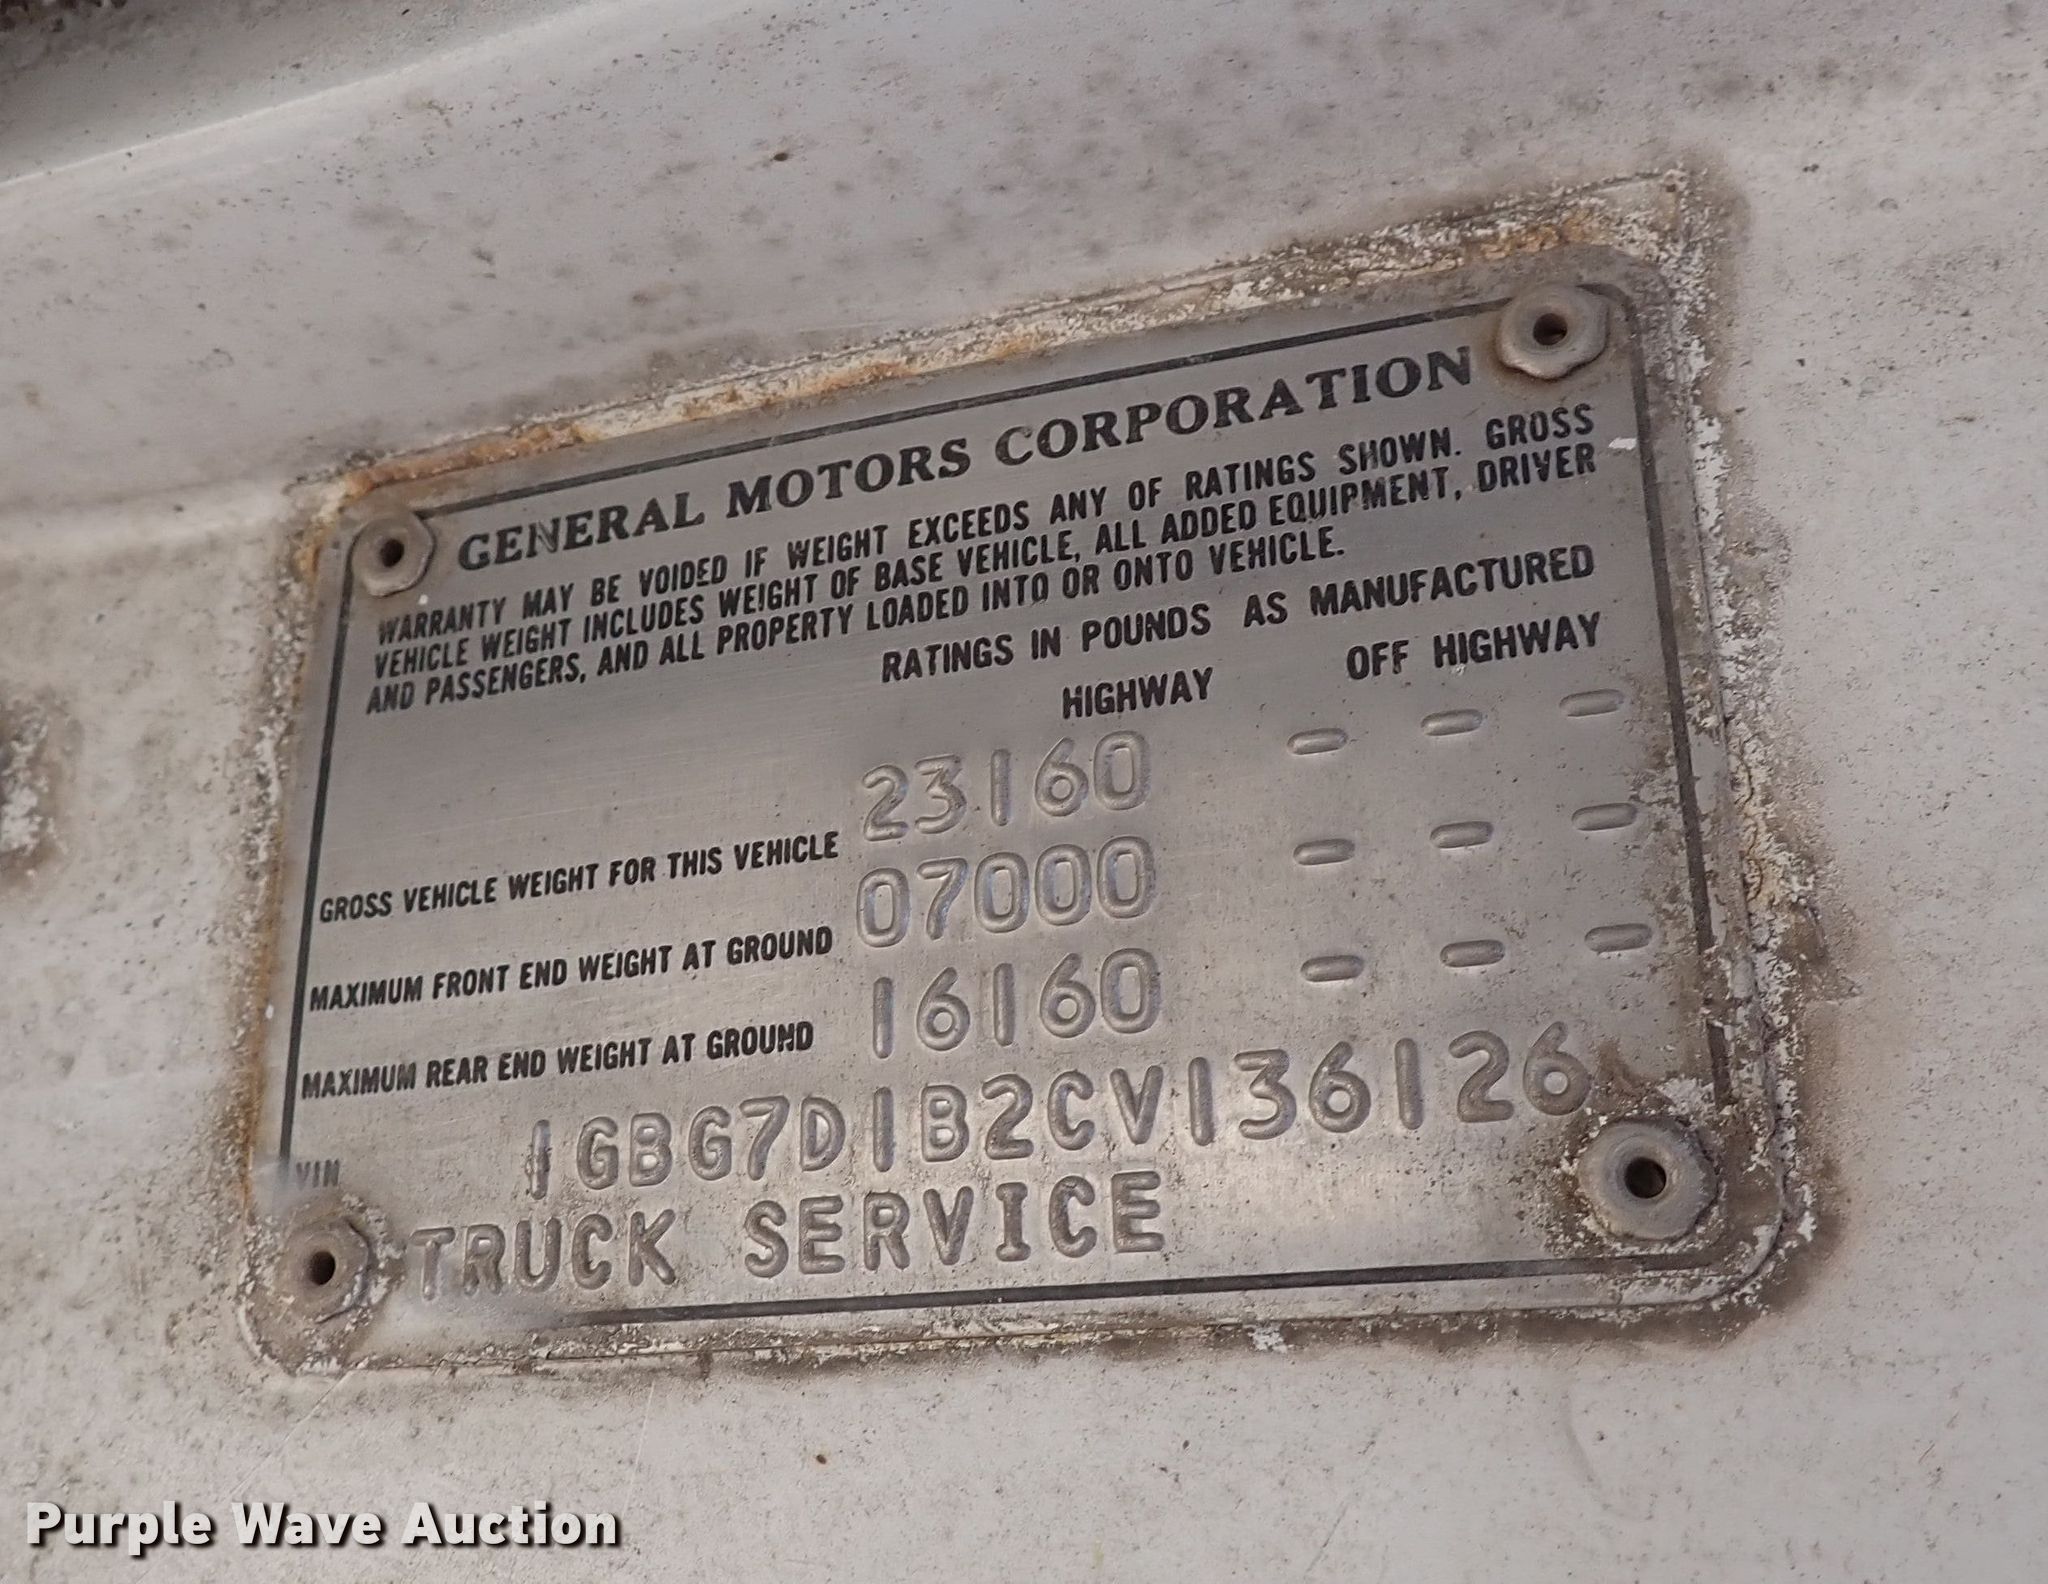 GENERAL MOTORS CORPORATION
WARRANTY MAY BE VOIDED IF WEIGHT EXCEEDS ANY OF RATINGS SHOWN. GROSS
VEHICLE WEIGHT INCLUDES WEIGHT OF BASE VEHICLE, ALL ADDED EQUIPMENT, DRIVER
AND PASSENGERS, AND ALL PROPERTY LOADED INTO OR ONTO VEHICLE.
RATINGS IN POUNDS AS MANUFACTURED
HIGHWAY OFF HIGHWAY
GROSS VEHICLE WEIGHT FOR THIS VEHICLE 23160 - - -
MAXIMUM FRONT END WEIGHT AT GROUND 07000 - - -
MAXIMUM REAR END WEIGHT AT GROUND 16160 - - -
VIN 1GBG7D1B2CV136126
TRUCK SERVICE
Purple Wave Auction